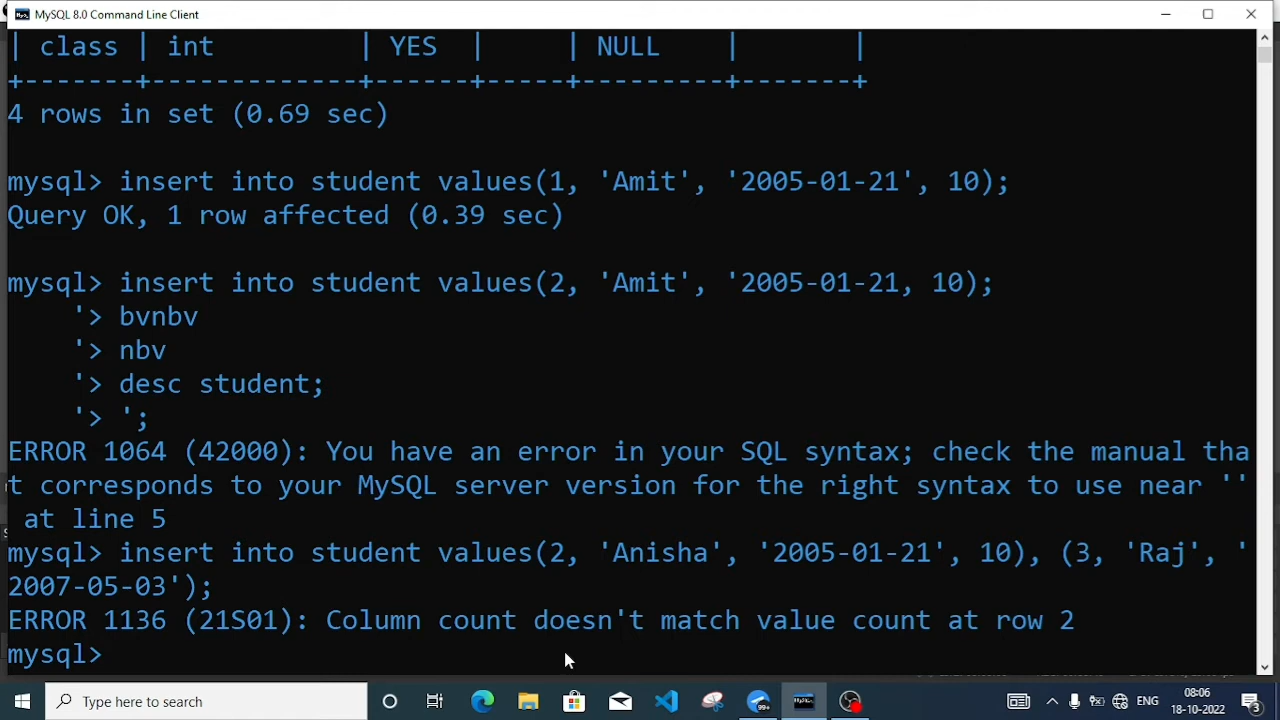 MySQL 8.0 Command Line Client
| class | int | YES | | NULL | |
+-------+-------------+------+-----+---------+-------+
4 rows in set (0.69 sec)
mysql> insert into student values(1, 'Amit', '2005-01-21', 10);
Query OK, 1 row affected (0.39 sec)
mysql> insert into student values(2, 'Amit', '2005-01-21, 10);
'> bvnbv
'> nbv
'> desc student;
'> ';
ERROR 1064 (42000): You have an error in your SQL syntax; check the manual tha
t corresponds to your MySQL server version for the right syntax to use near ''
at line 5
mysql> insert into student values(2, 'Anisha', '2005-01-21', 10), (3, 'Raj', '
2007-05-03');
ERROR 1136 (21S01): Column count doesn't match value count at row 2
mysql>
Type here to search
99+
ENG
08:06
18-10-2022
3